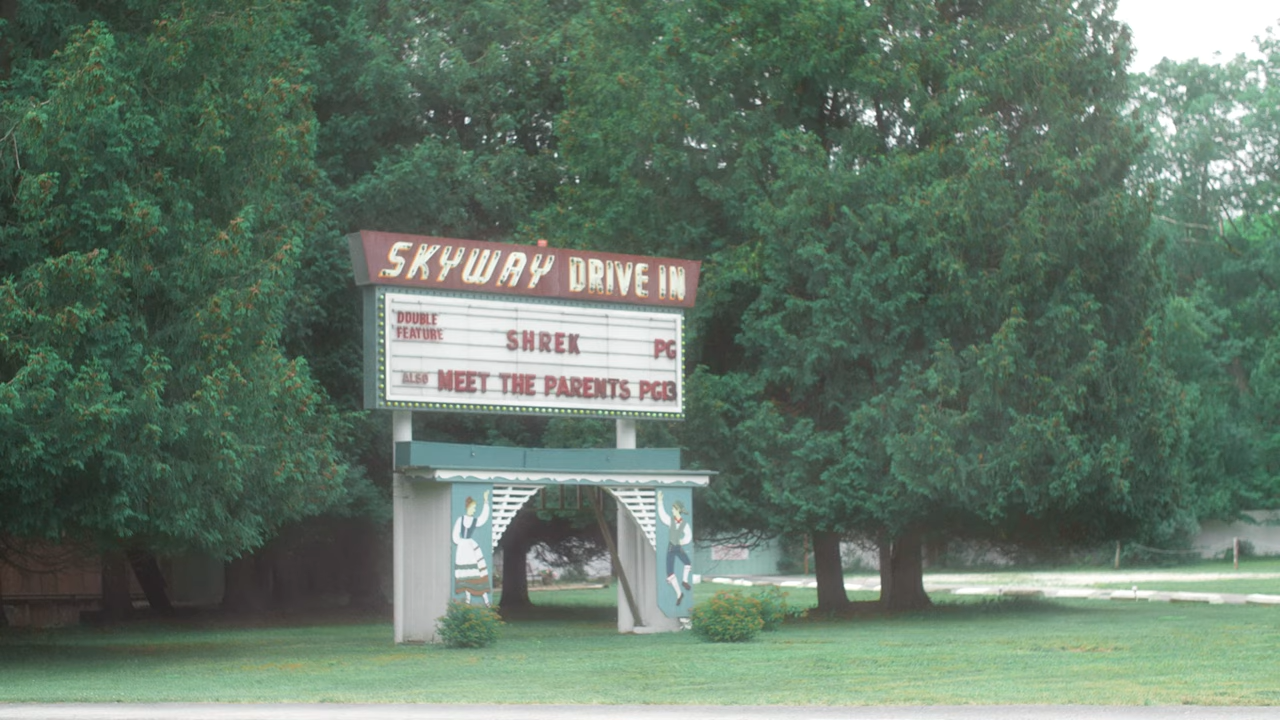 SKYWAY DRIVE IN
DOUBLE
FEATURE
SHREK PG
ALSO MEET THE PARENTS PG13